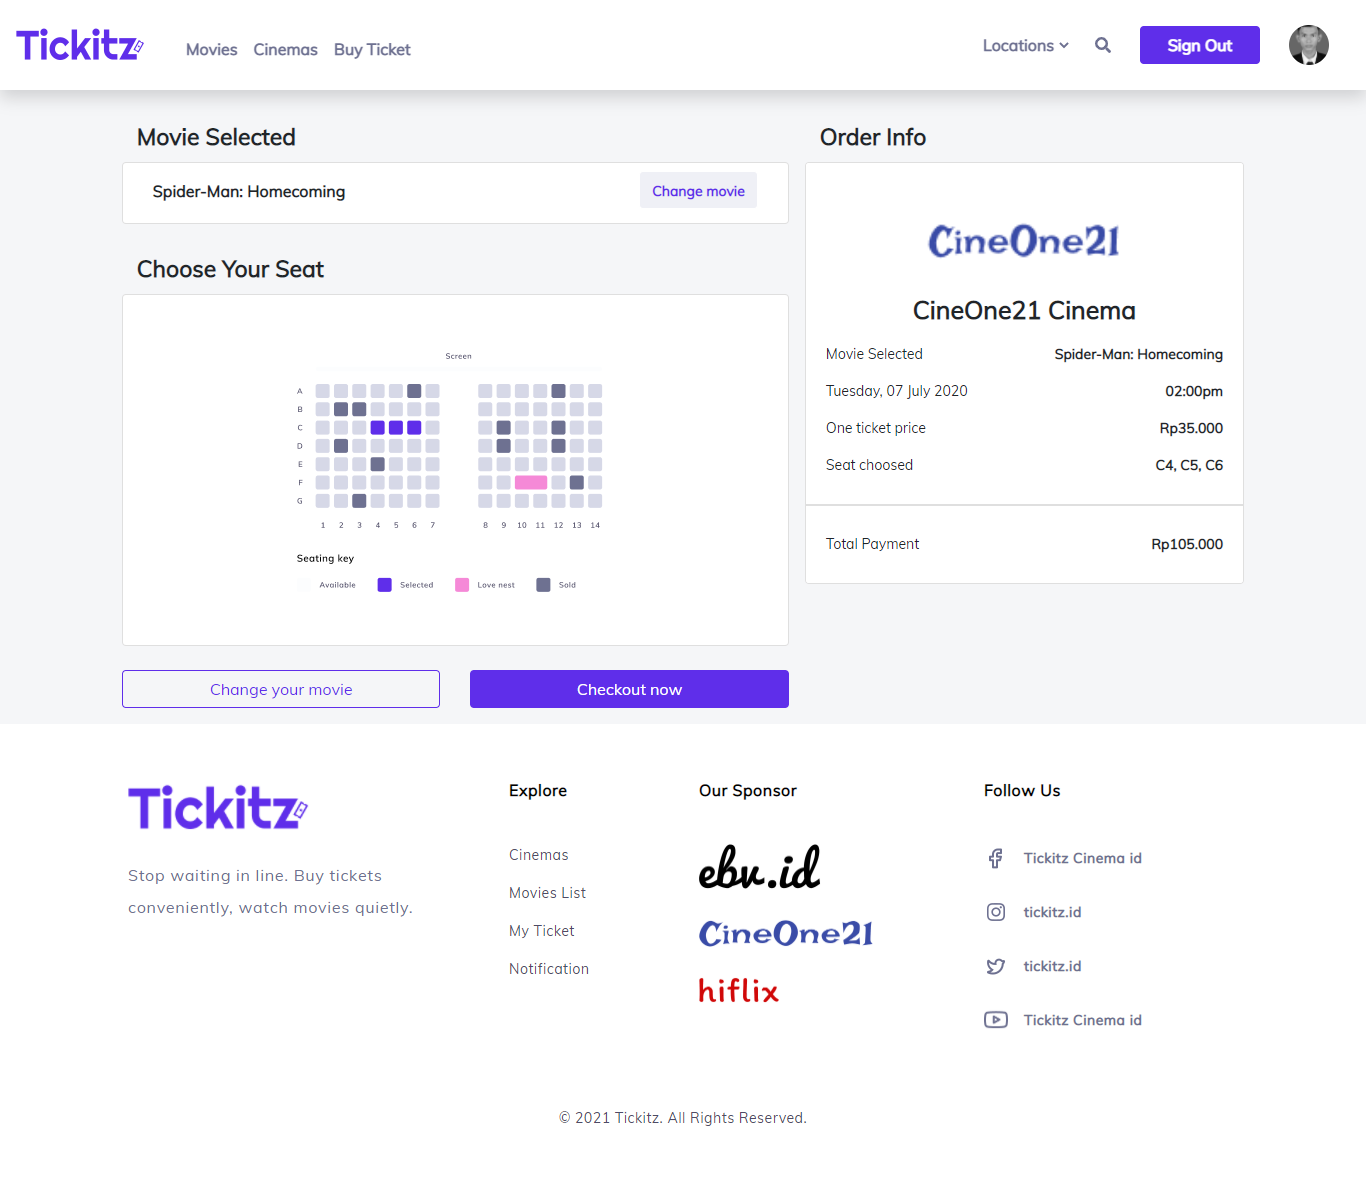 Tickitz
Movies Cinemas Buy Ticket
Locations
Sign Out
Movie Selected
Spider-Man: Homecoming
Change movie
Choose Your Seat
Screen
A
B
C
D
E
F
G
1 2 3 4 5 6 7 8 9 10 11 12 13 14
Seating key
Available Selected Love nest Sold
Change your movie
Checkout now
Order Info
CineOne21
CineOne21 Cinema
Movie Selected Spider-Man: Homecoming
Tuesday, 07 July 2020 02:00pm
One ticket price Rp35.000
Seat choosed C4, C5, C6
Total Payment Rp105.000
Tickitz
Stop waiting in line. Buy tickets
conveniently, watch movies quietly.
Explore
Cinemas
Movies List
My Ticket
Notification
Our Sponsor
ebv.id
CineOne21
hiflix
Follow Us
Tickitz Cinema id
tickitz.id
tickitz.id
Tickitz Cinema id
© 2021 Tickitz. All Rights Reserved.